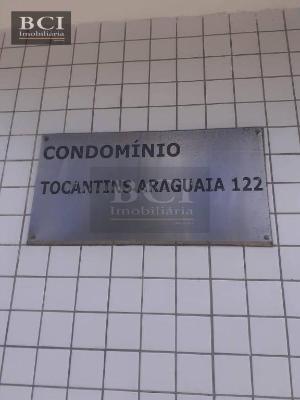 BCI
Imobiliária
CONDOMÍNIO
TOCANTINS ARAGUAIA 122
BCI
Imobiliária